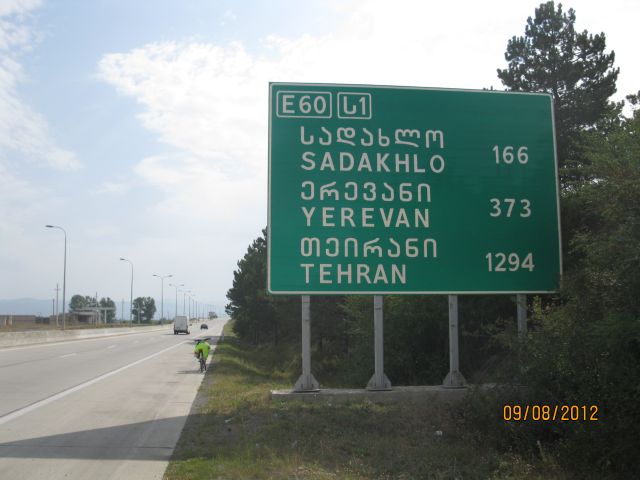 E60 ს1
სადახლო
SADAKHLO 166
ერევანი
YEREVAN 373
თეირანი
TEHRAN 1294
09/08/2012